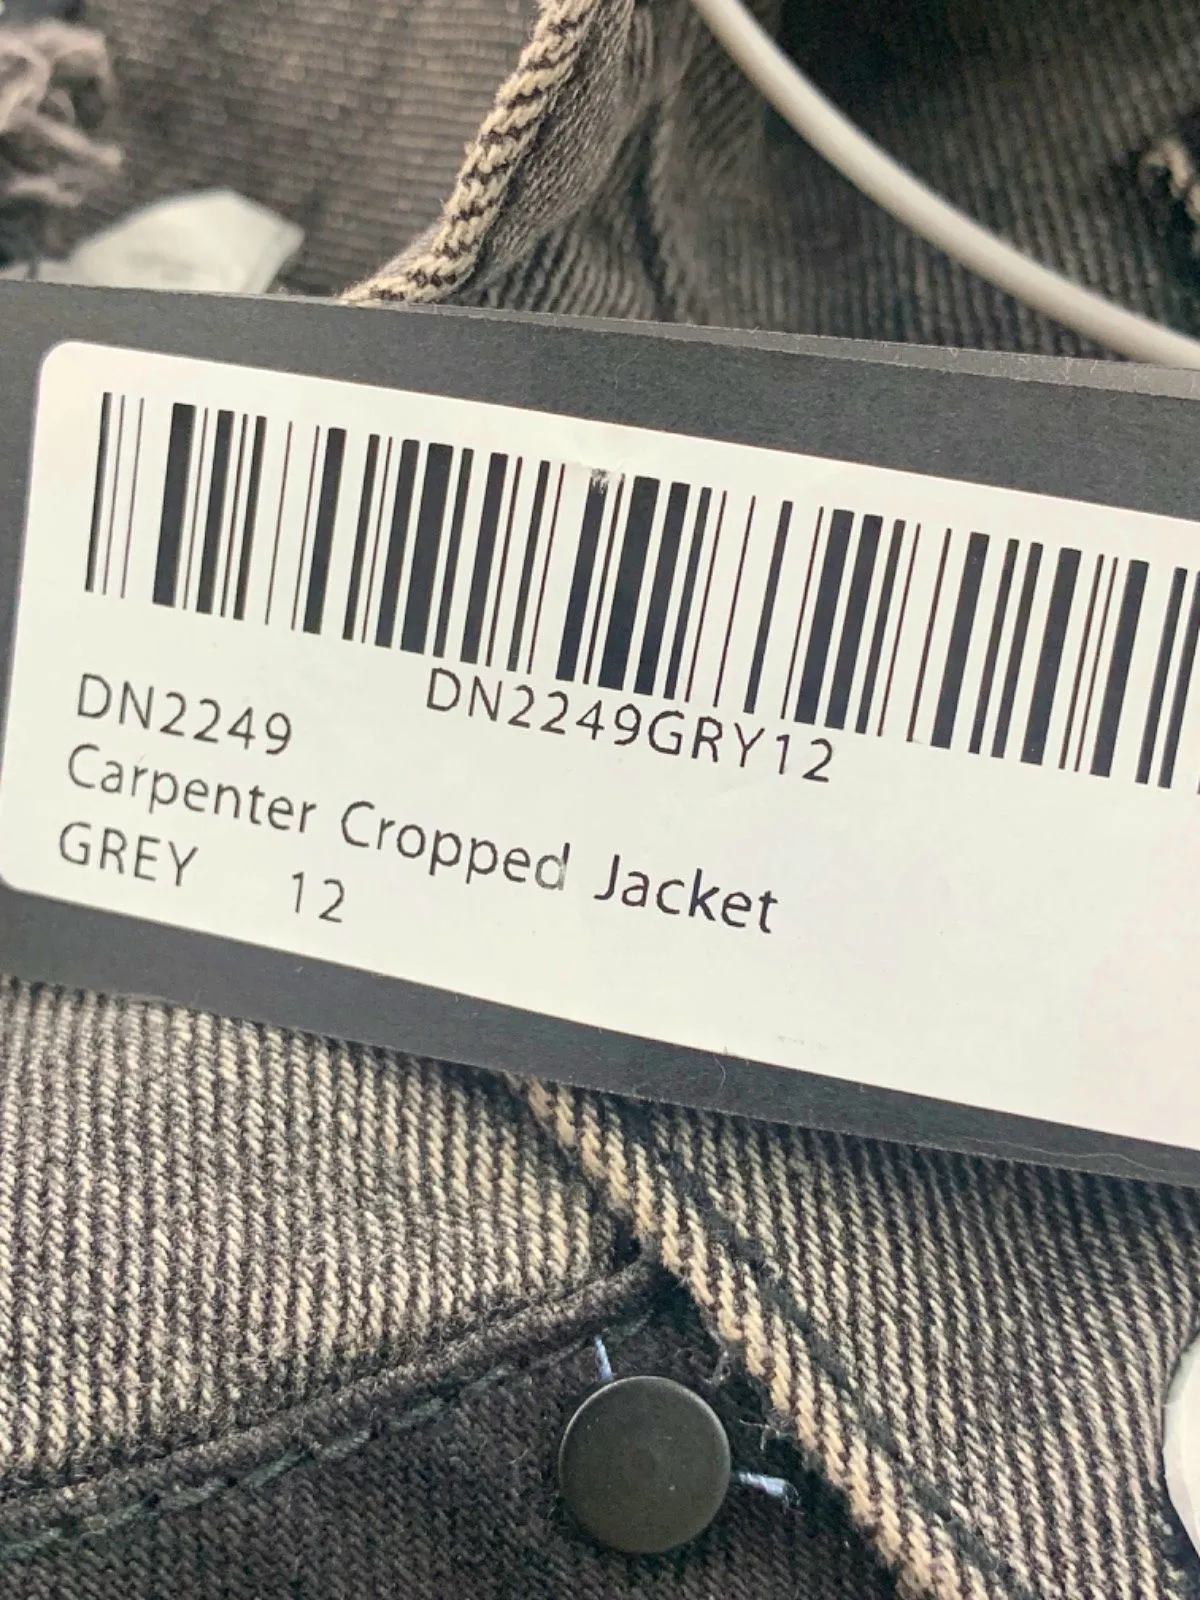 DN2249GRY12
DN2249
Carpenter Cropped Jacket
GREY 12